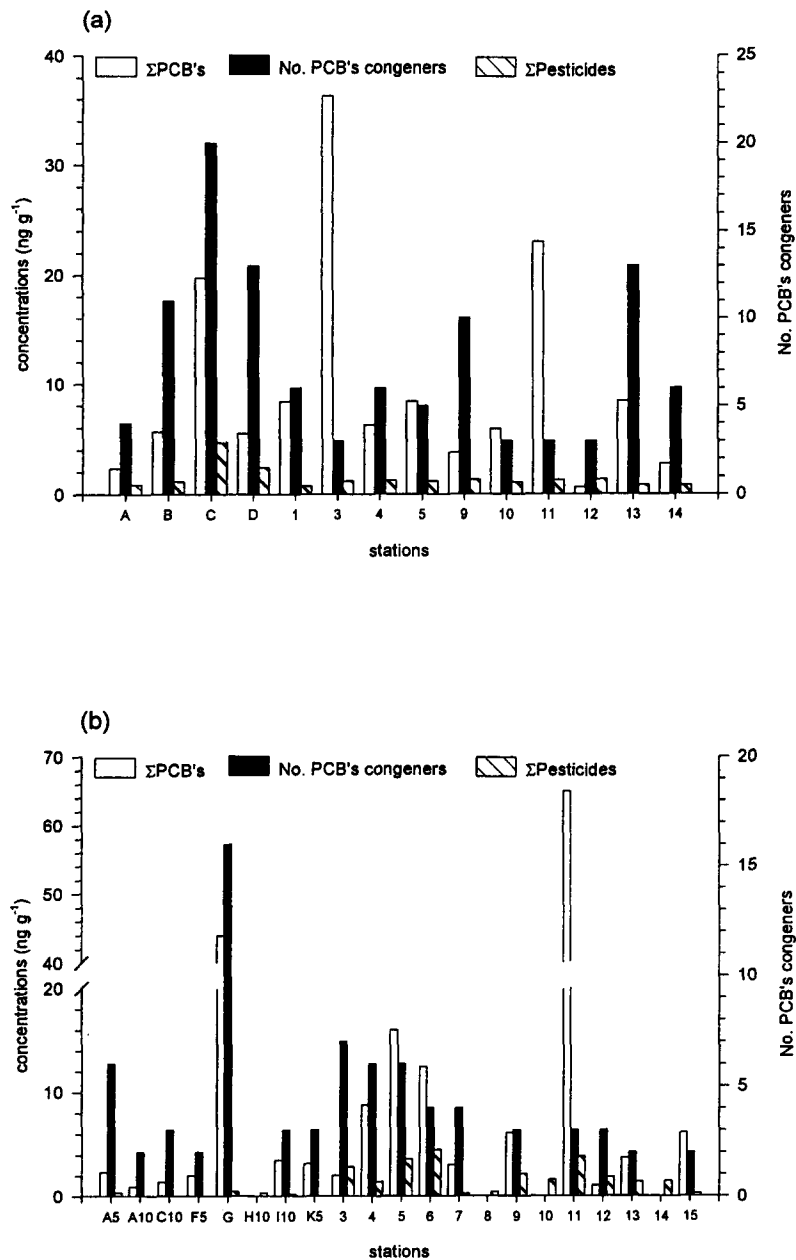 (a)
40
30
20
10
0
concentrations (ng g⁻¹)
ΣPCB's
No. PCB's congeners
ΣPesticides
25
20
15
10
5
0
No. PCB's congeners
A B C D 1 3 4 5 9 10 11 12 13 14
stations
(b)
70
60
50
40
20
10
0
concentrations (ng g⁻¹)
ΣPCB's
No. PCB's congeners
ΣPesticides
20
15
10
5
0
No. PCB's congeners
A5 A10 C10 F5 G H10 I10 K5 3 4 5 6 7 8 9 10 11 12 13 14 15
stations